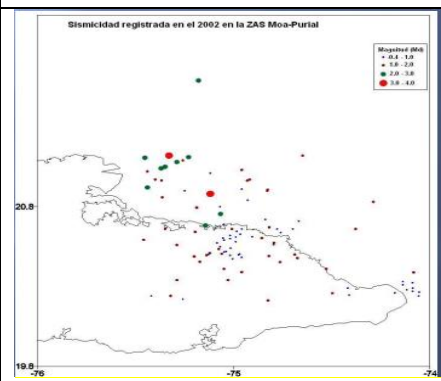 Sismicidad registrada en el 2002 en la ZAS Moa-Purial
Magnitud (Md)
-0.4 - 1.0
1.0 - 2.0
2.0 - 3.0
3.0 - 4.0
20.8
19.8
-76
-75
-74